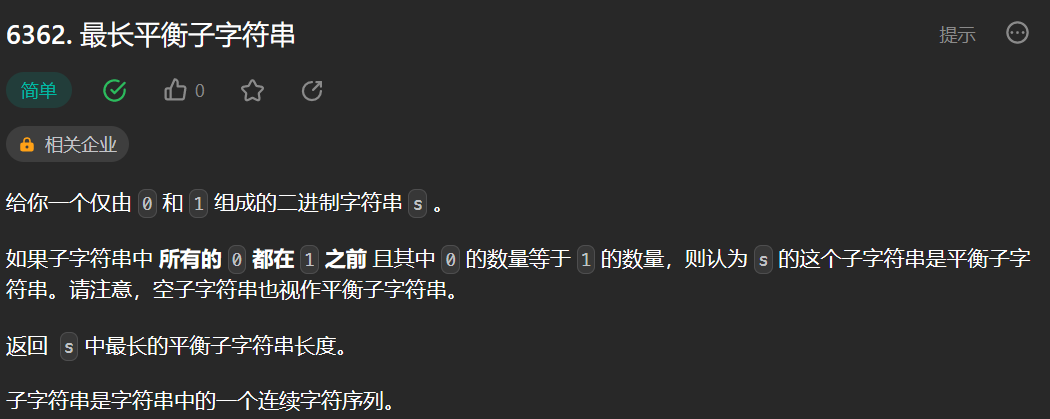 6362. 最长平衡子字符串
提示
简单
0
相关企业
给你一个仅由 0 和 1 组成的二进制字符串 s 。
如果子字符串中 所有的 0 都在 1 之前 且其中 0 的数量等于 1 的数量，则认为 s 的这个子字符串是平衡子字
符串。请注意，空子字符串也视作平衡子字符串。
返回 s 中最长的平衡子字符串长度。
子字符串是字符串中的一个连续字符序列。